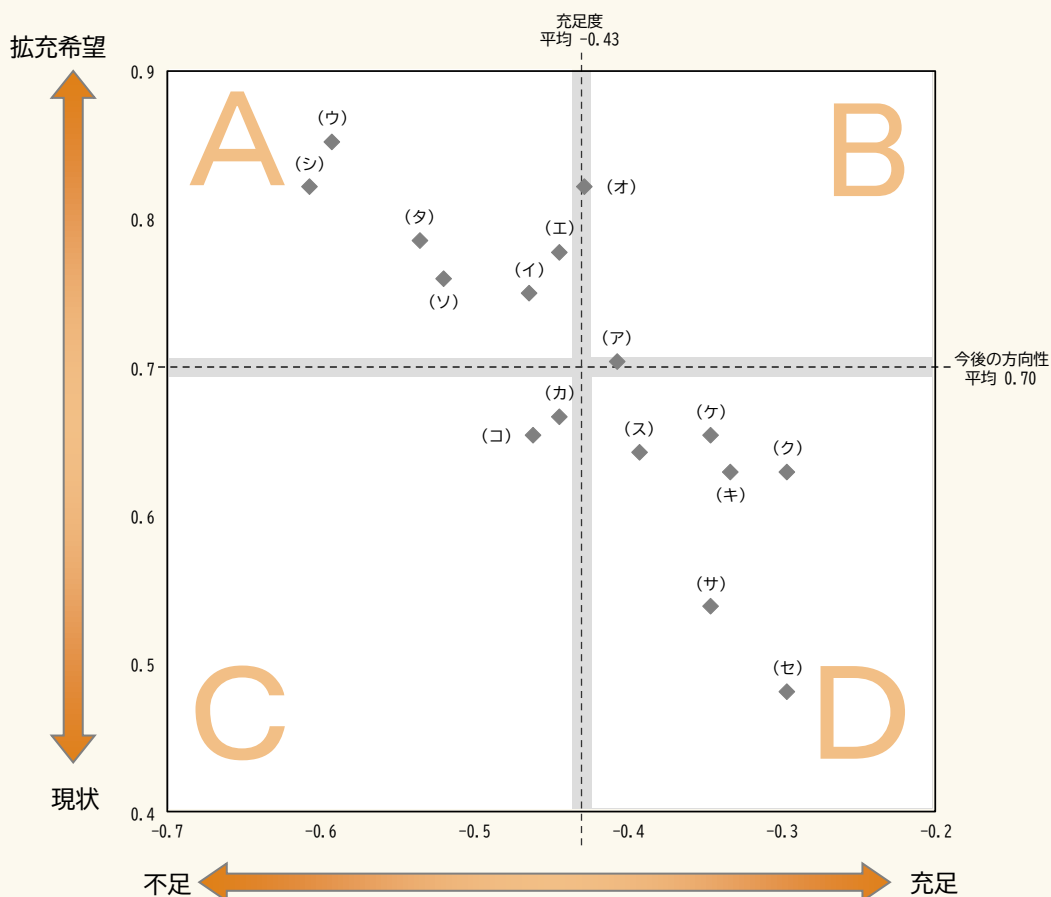 充足度
平均 -0.43
拡充希望
0.9
A
B
(ウ)
(シ)
(オ)
(タ)
0.8
(エ)
(イ)
(ソ)
(ア)
今後の方向性
0.7
平均 0.70
(カ)
(コ)
(ス)
(ケ)
(ク)
(キ)
0.6
(サ)
0.5
(セ)
C
D
現状
0.4
-0.7
-0.6
-0.5
-0.4
-0.3
-0.2
不足
充足